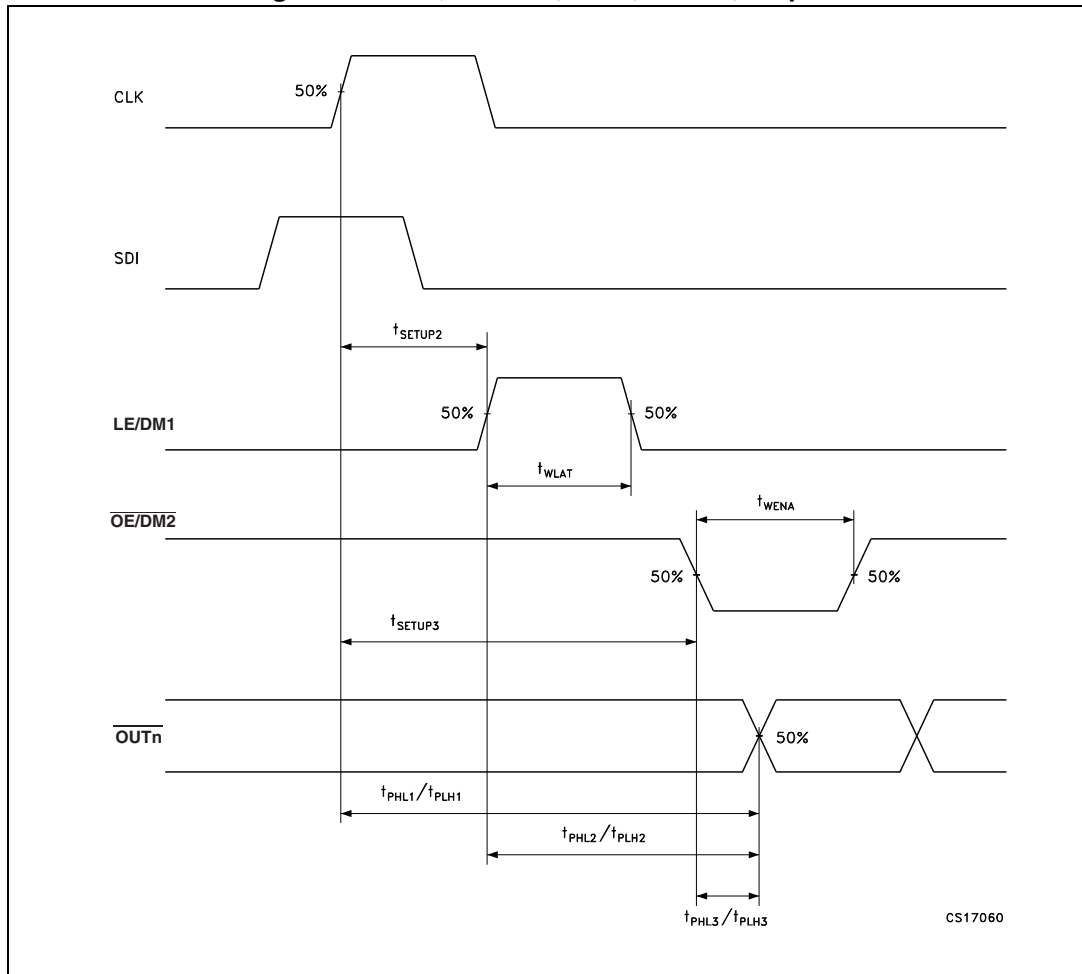 CLK
50%
SDI
tSETUP2
LE/DM1
50%
50%
tWLAT
OE/DM2
tWENA
50%
50%
tSETUP3
OUTn
50%
tPHL1/tPLH1
tPHL2/tPLH2
tPHL3/tPLH3
CS17060